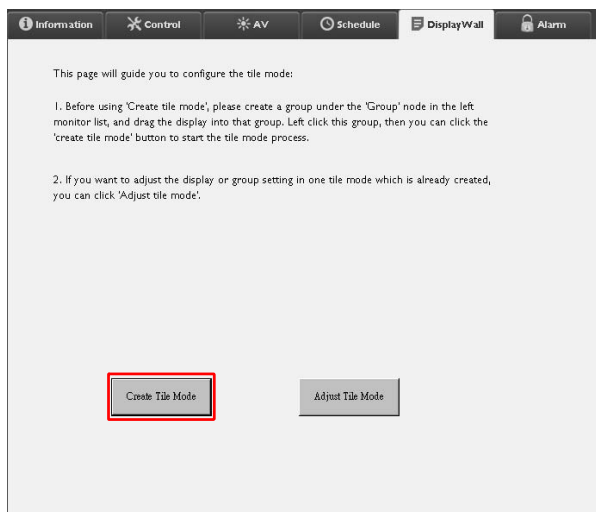 Information Control AV Schedule DisplayWall Alarm
This page will guide you to configure the tile mode:
1. Before using 'Create tile mode', please create a group under the 'Group' node in the left
monitor list, and drag the display into that group. Left click this group, then you can click the
'create tile mode' button to start the tile mode process.
2. If you want to adjust the display or group setting in one tile mode which is already created,
you can click 'Adjust tile mode'.
Create Tile Mode Adjust Tile Mode